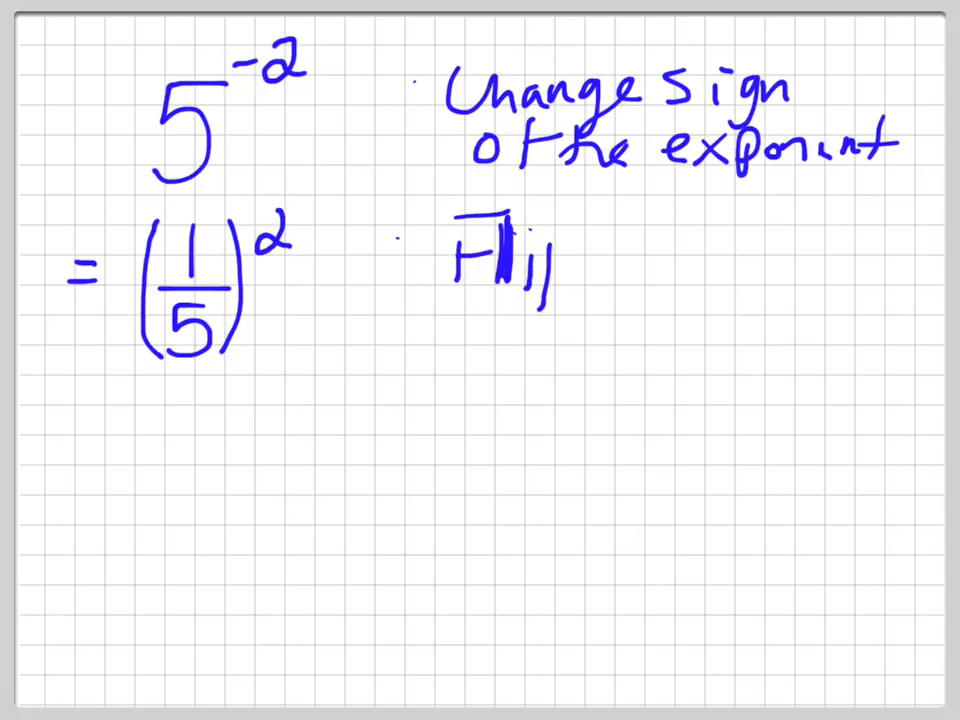 5⁻² Change sign
of the exponent
= (1/5)²